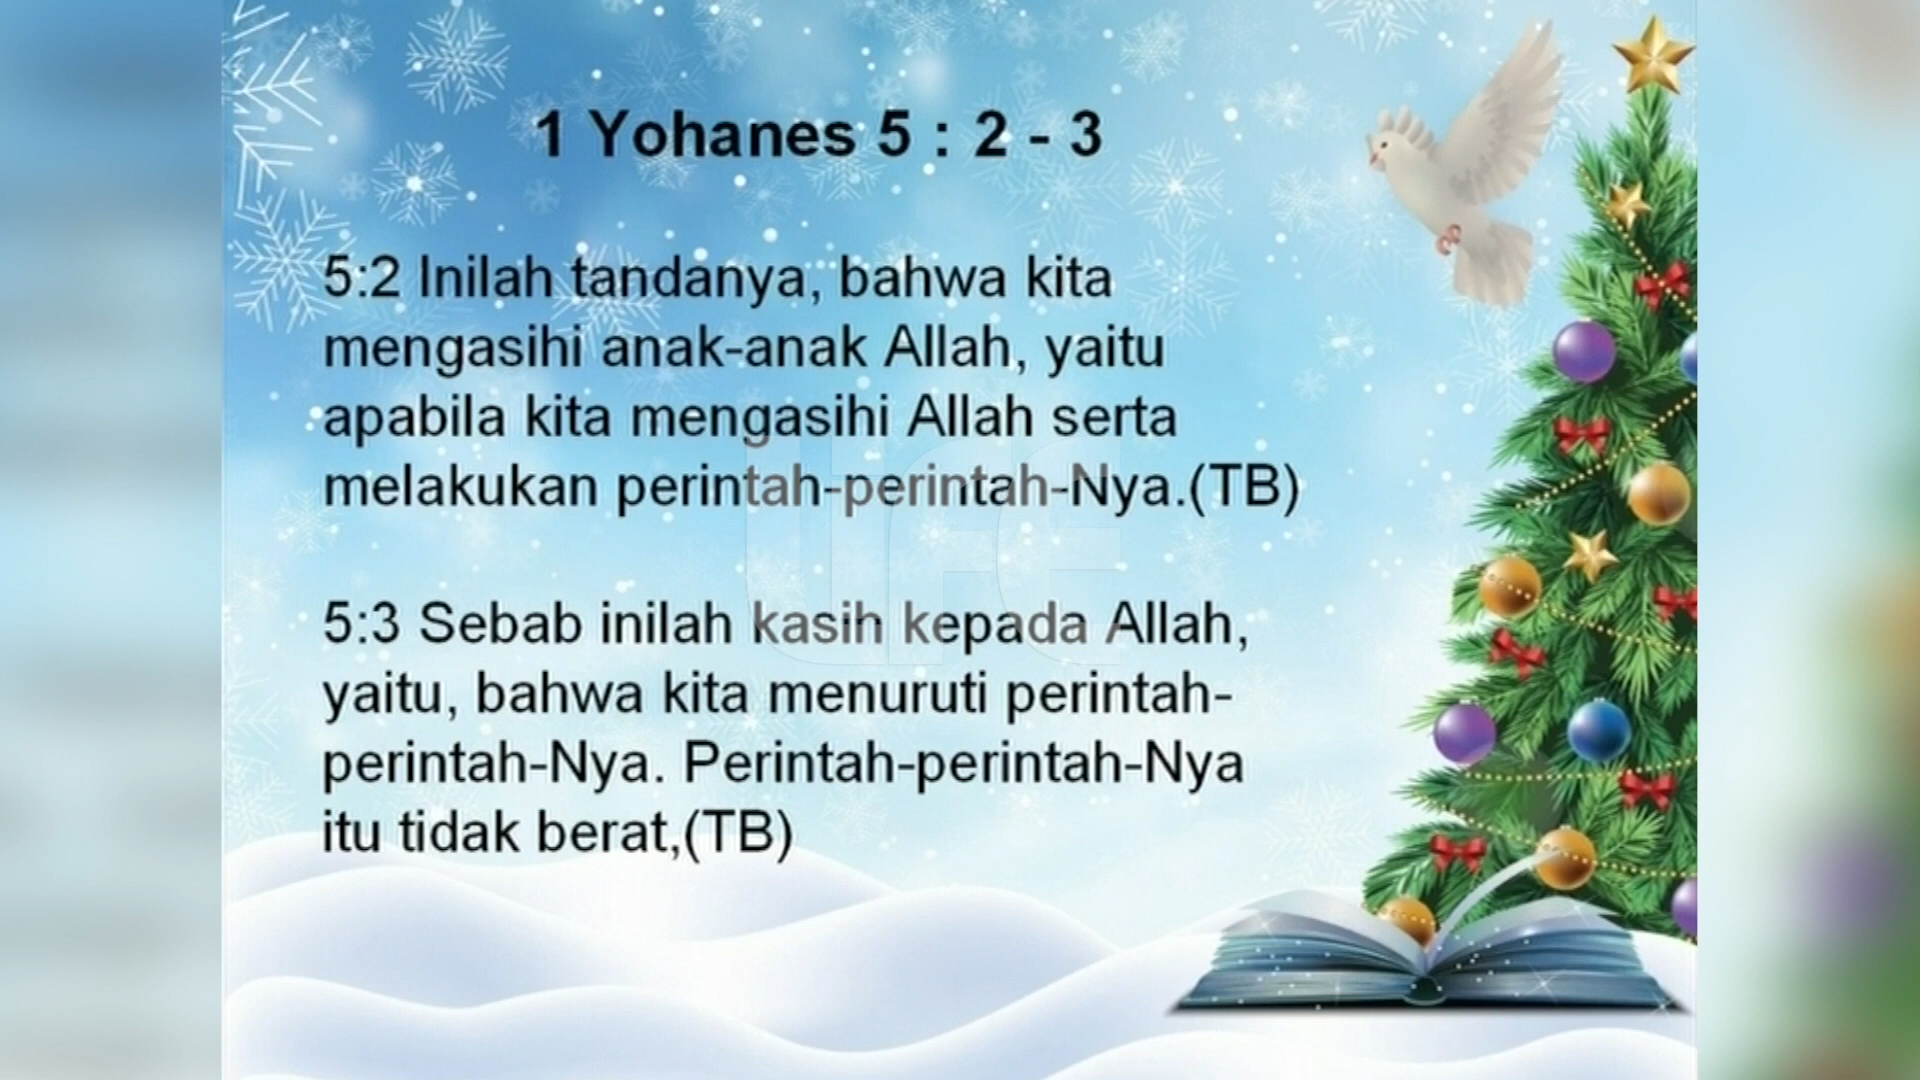 1 Yohanes 5 : 2 - 3
5:2 Inilah tandanya, bahwa kita
mengasihi anak-anak Allah, yaitu
apabila kita mengasihi Allah serta
melakukan perintah-perintah-Nya.(TB)
LIFE
5:3 Sebab inilah kasih kepada Allah,
yaitu, bahwa kita menuruti perintah-
perintah-Nya. Perintah-perintah-Nya
itu tidak berat,(TB)